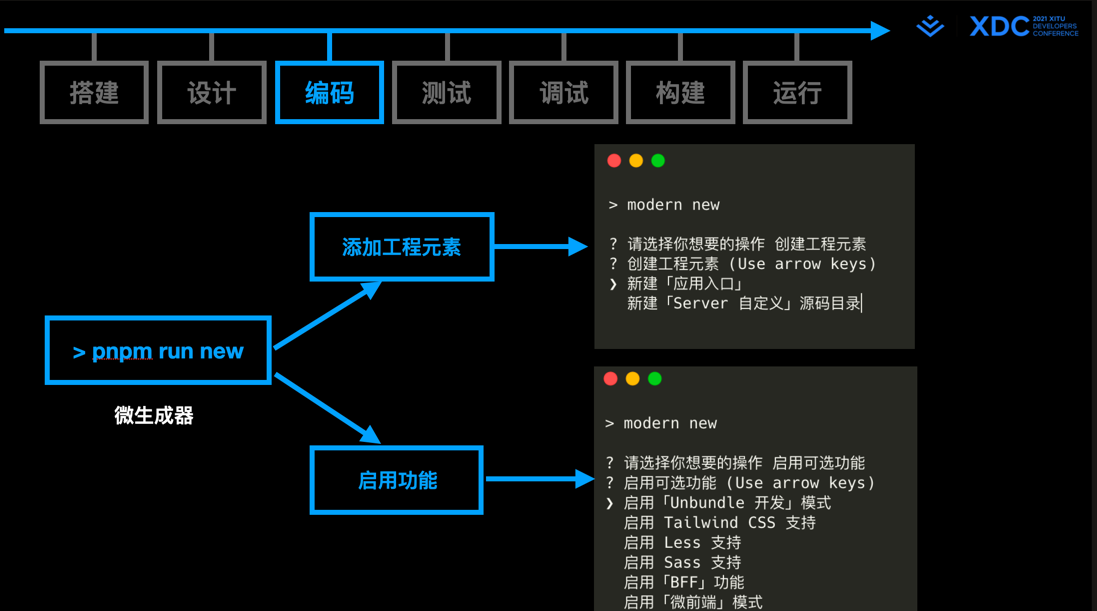 XDC
2021 XITU
DEVELOPERS
CONFERENCE
搭建
设计
编码
测试
调试
构建
运行
> modern new
? 请选择你想要的操作 创建工程元素
? 创建工程元素 (Use arrow keys)
❯ 新建「应用入口」
新建「Server 自定义」源码目录
添加工程元素
> pnpm run new
微生成器
启用功能
> modern new
? 请选择你想要的操作 启用可选功能
? 启用可选功能 (Use arrow keys)
❯ 启用「Unbundle 开发」模式
启用 Tailwind CSS 支持
启用 Less 支持
启用 Sass 支持
启用「BFF」功能
启用「微前端」模式